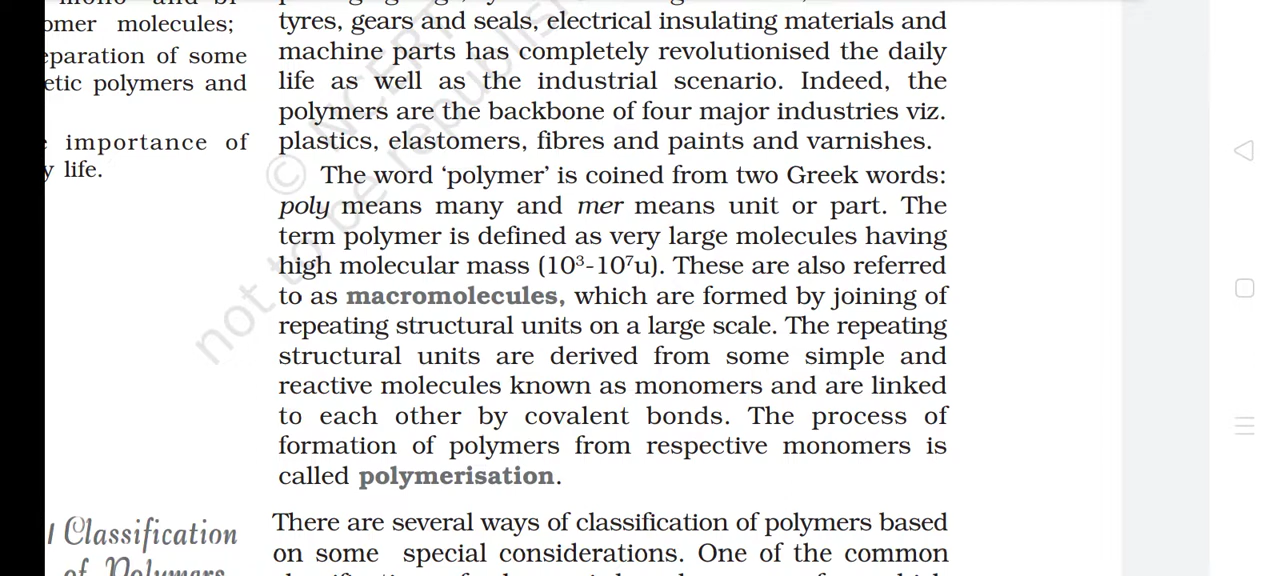 omer molecules;
eparation of some
etic polymers and
importance of
life.
tyres, gears and seals, electrical insulating materials and
machine parts has completely revolutionised the daily
life as well as the industrial scenario. Indeed, the
polymers are the backbone of four major industries viz.
plastics, elastomers, fibres and paints and varnishes.
The word ‘polymer’ is coined from two Greek words:
poly means many and mer means unit or part. The
term polymer is defined as very large molecules having
high molecular mass (10³-10⁷u). These are also referred
to as macromolecules, which are formed by joining of
repeating structural units on a large scale. The repeating
structural units are derived from some simple and
reactive molecules known as monomers and are linked
to each other by covalent bonds. The process of
formation of polymers from respective monomers is
called polymerisation.
Classification
of Polymers
There are several ways of classification of polymers based
on some special considerations. One of the common
© NCERT
not to be republish